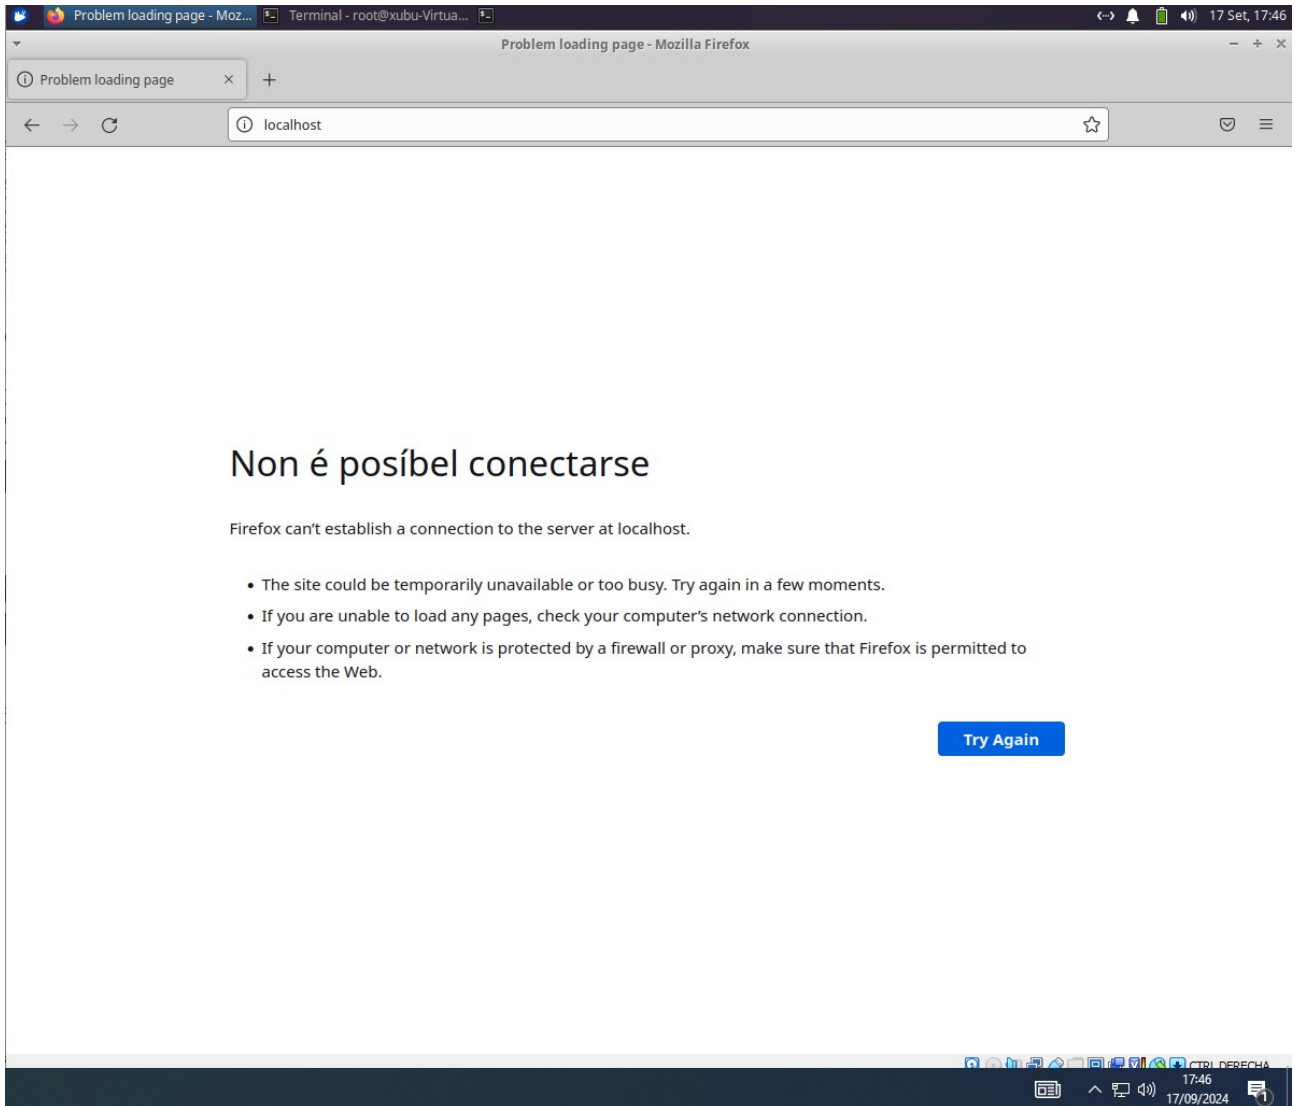 Problem loading page - Moz... Terminal - root@xubu-Virtua... 17 Set, 17:46
Problem loading page - Mozilla Firefox
Problem loading page
localhost
Non é posíbel conectarse
Firefox can't establish a connection to the server at localhost.
• The site could be temporarily unavailable or too busy. Try again in a few moments.
• If you are unable to load any pages, check your computer's network connection.
• If your computer or network is protected by a firewall or proxy, make sure that Firefox is permitted to
access the Web.
Try Again
CTRL DERECHA
17:46
17/09/2024
1